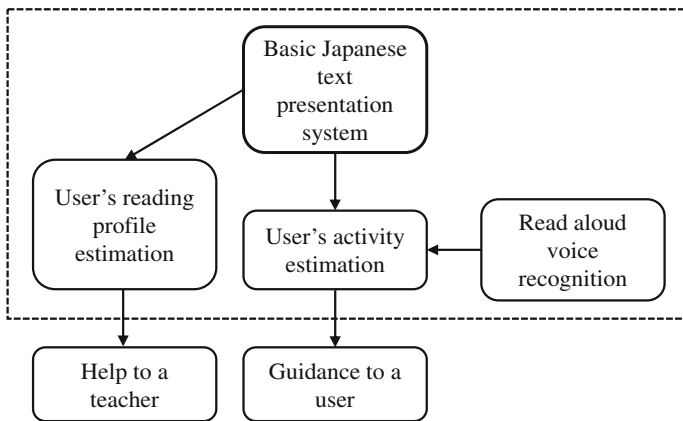 Basic Japanese
text
presentation
system
User’s reading
profile
estimation
User’s activity
estimation
Read aloud
voice
recognition
Help to a
teacher
Guidance to a
user